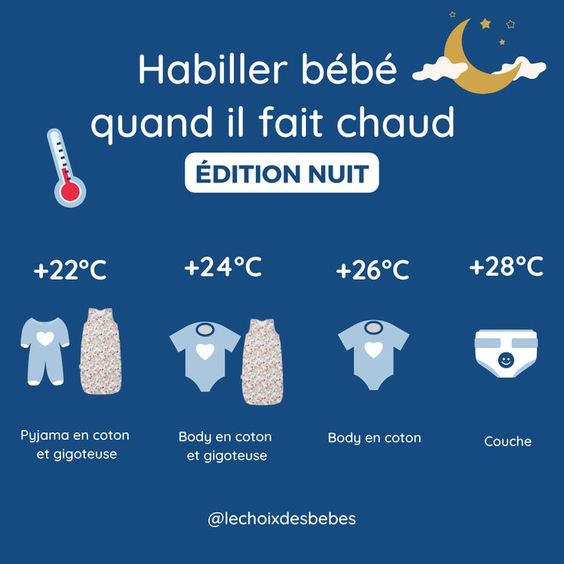 Habiller bébé
quand il fait chaud
ÉDITION NUIT
+22°C
+24°C
+26°C
+28°C
Pyjama en coton
et gigoteuse
Body en coton
et gigoteuse
Body en coton
Couche
@lechoixdesbebes